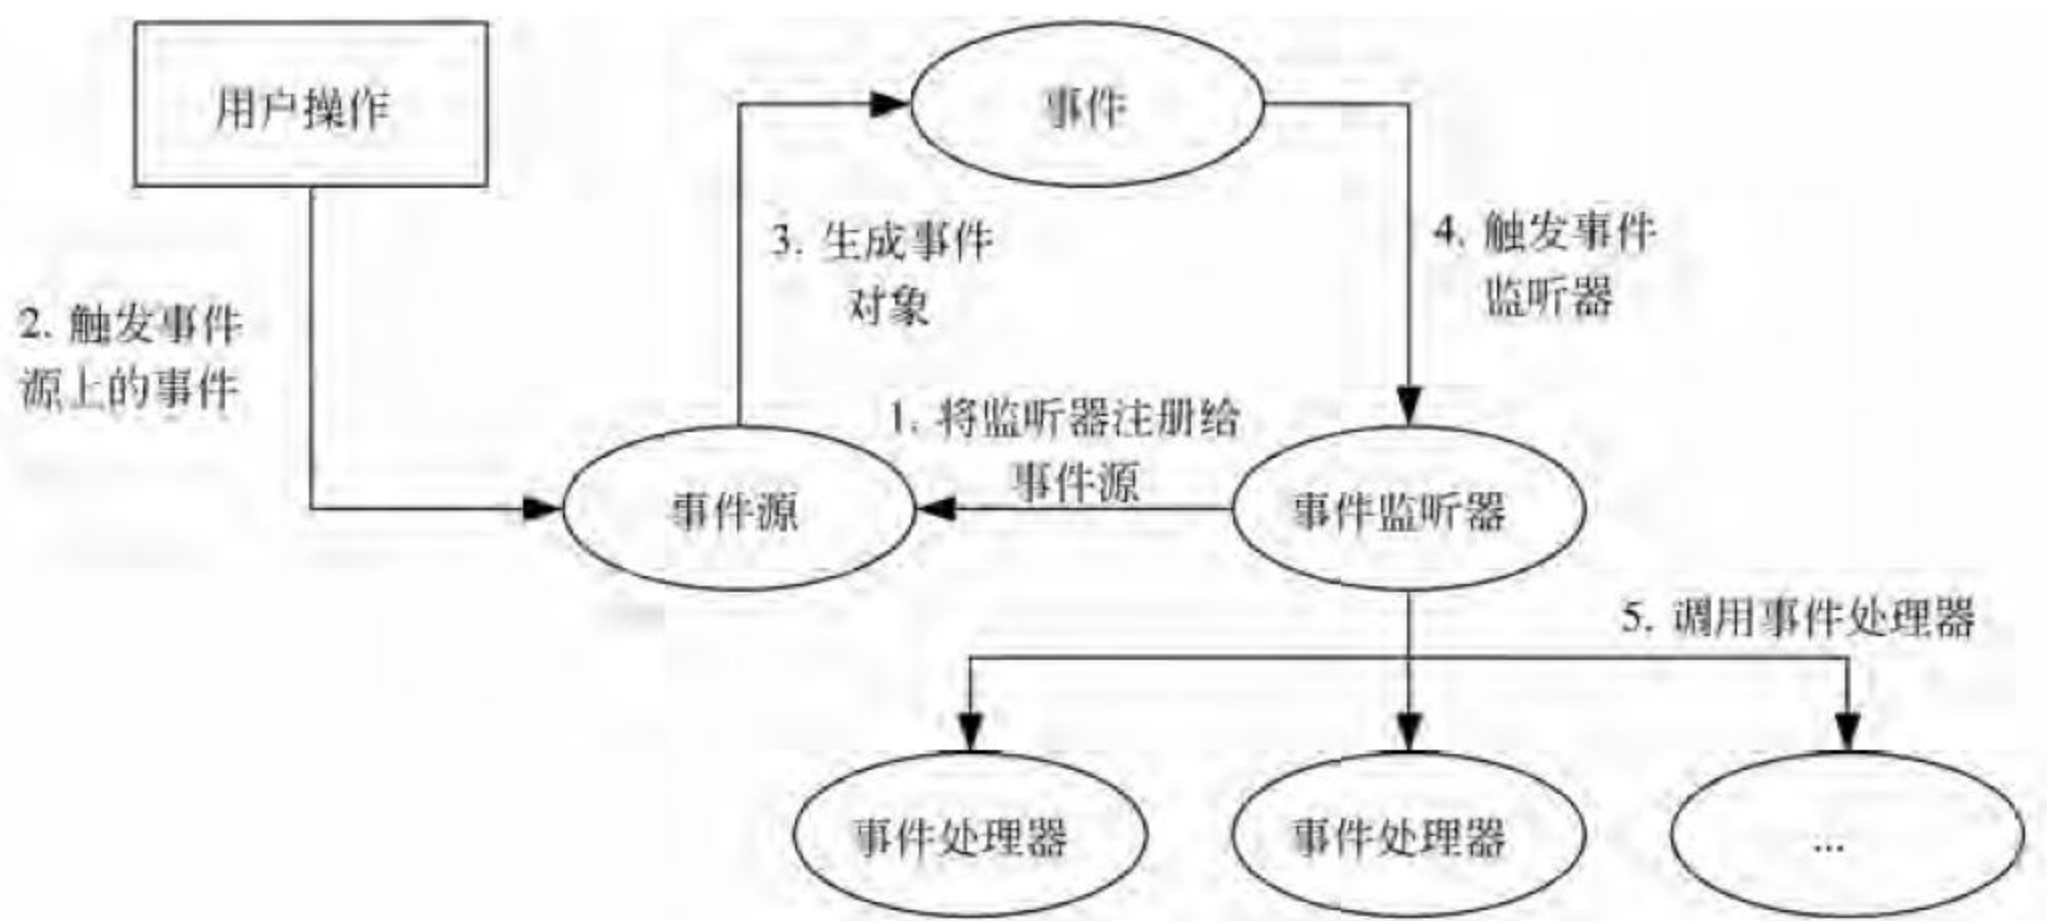 用户操作
事件
3. 生成事件
对象
4. 触发事件
监听器
2. 触发事件
源上的事件
1. 将监听器注册给
事件源
事件源
事件监听器
5. 调用事件处理器
事件处理器
事件处理器
...